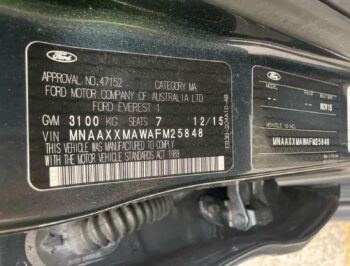 Ford
APPROVAL NO. 47152 CATEGORY MA
FORD MOTOR COMPANY OF AUSTRALIA LTD
FORD EVEREST 1
GVM 3100 KG SEATS 7 12/15
VIN MNAAXXMAWAFM25848
THIS VEHICLE WAS MANUFACTURED TO COMPLY
WITH THE MOTOR VEHICLE STANDARDS ACT 1989
Ford
NOV15
MNAAXXMAWAFM25848